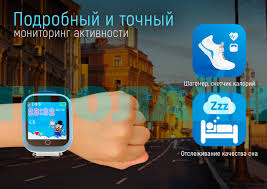 Подробный и точный
мониторинг активности
Шагомер, счетчик калорий
Zzz
Отслеживание качества сна